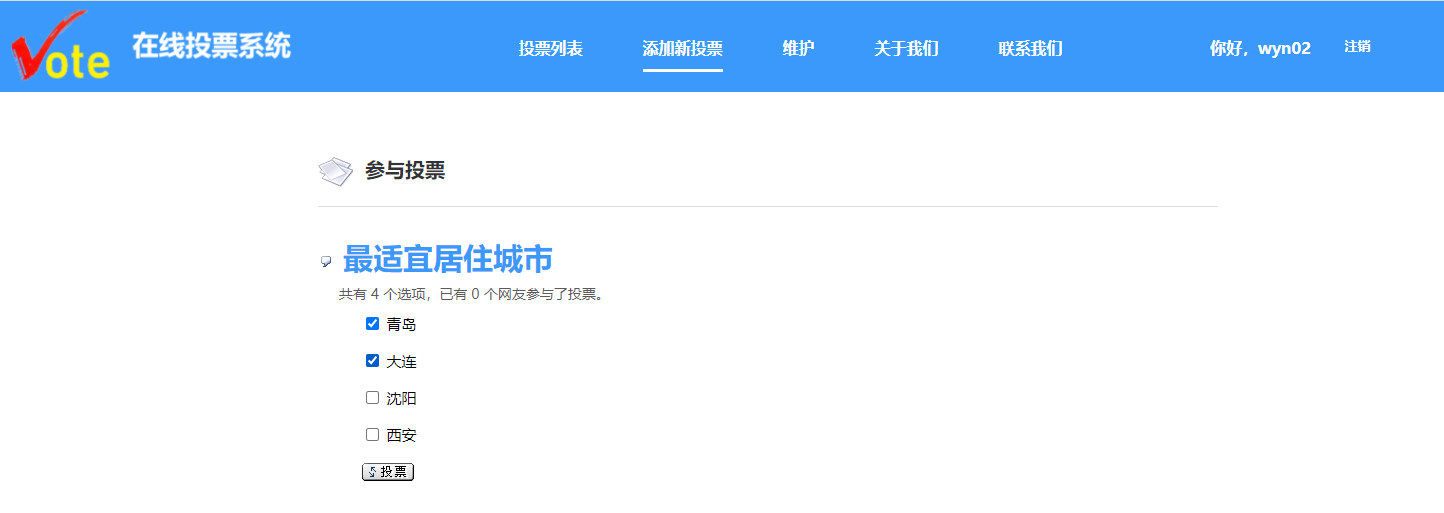 Vote 在线投票系统 投票列表 添加新投票 维护 关于我们 联系我们 你好，wyn02 注销
参与投票
最适宜居住城市
共有 4 个选项，已有 0 个网友参与了投票。
青岛
大连
沈阳
西安
投票